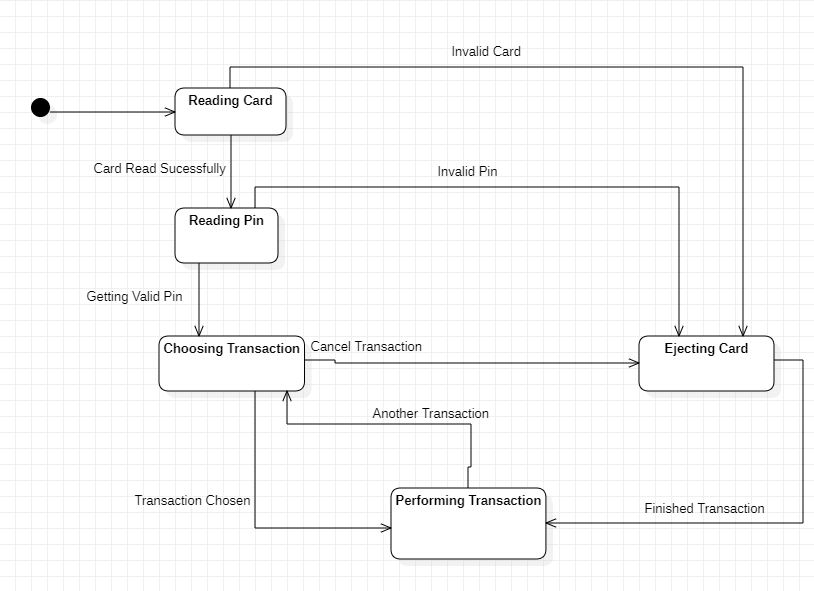 Invalid Card
Reading Card
Card Read Sucessfully
Invalid Pin
Reading Pin
Getting Valid Pin
Choosing Transaction
Cancel Transaction
Ejecting Card
Another Transaction
Transaction Chosen
Performing Transaction
Finished Transaction